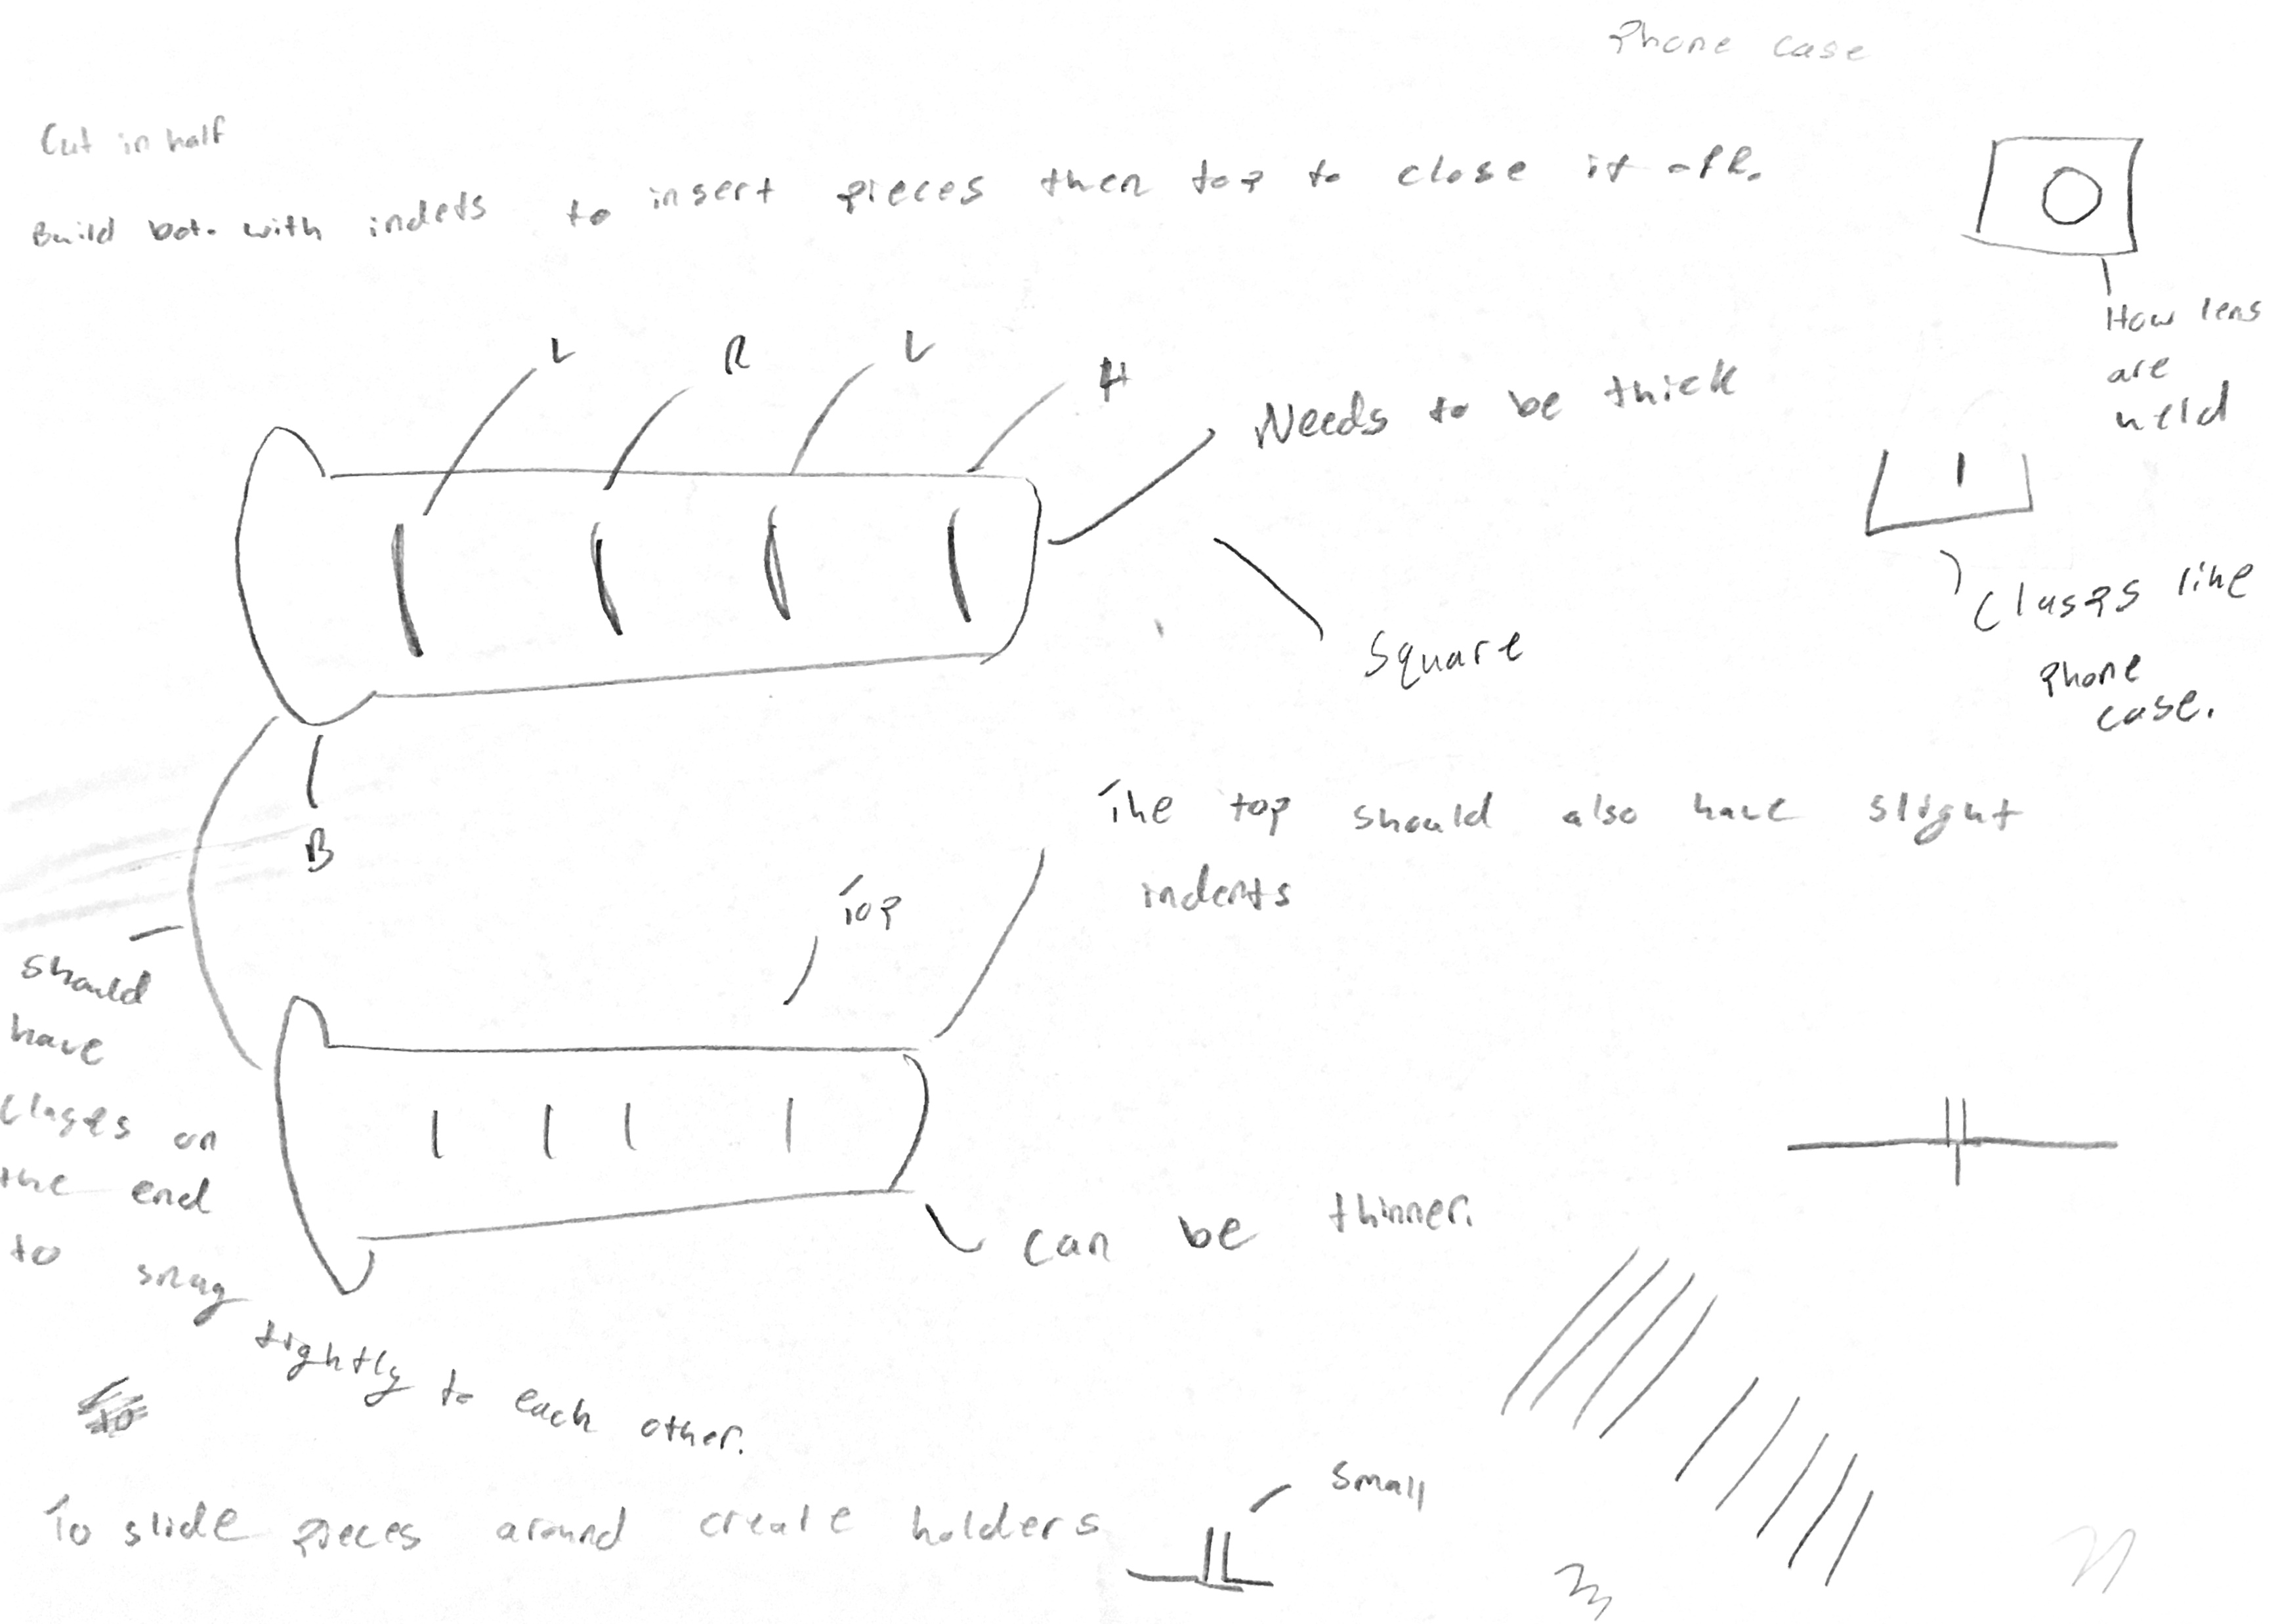 Phone case
Cut in half
Build bot. with indets to insert pieces then top to close it off.
How lens
are
held
L R L H
Needs to be thick
Square
Clasps like
phone
case.
B
The top should also have slight
indents
Top
Should
have
Clasps on
the end
to snag
tightly to each other.
can be thinner.
Small
To slide pieces around create holders